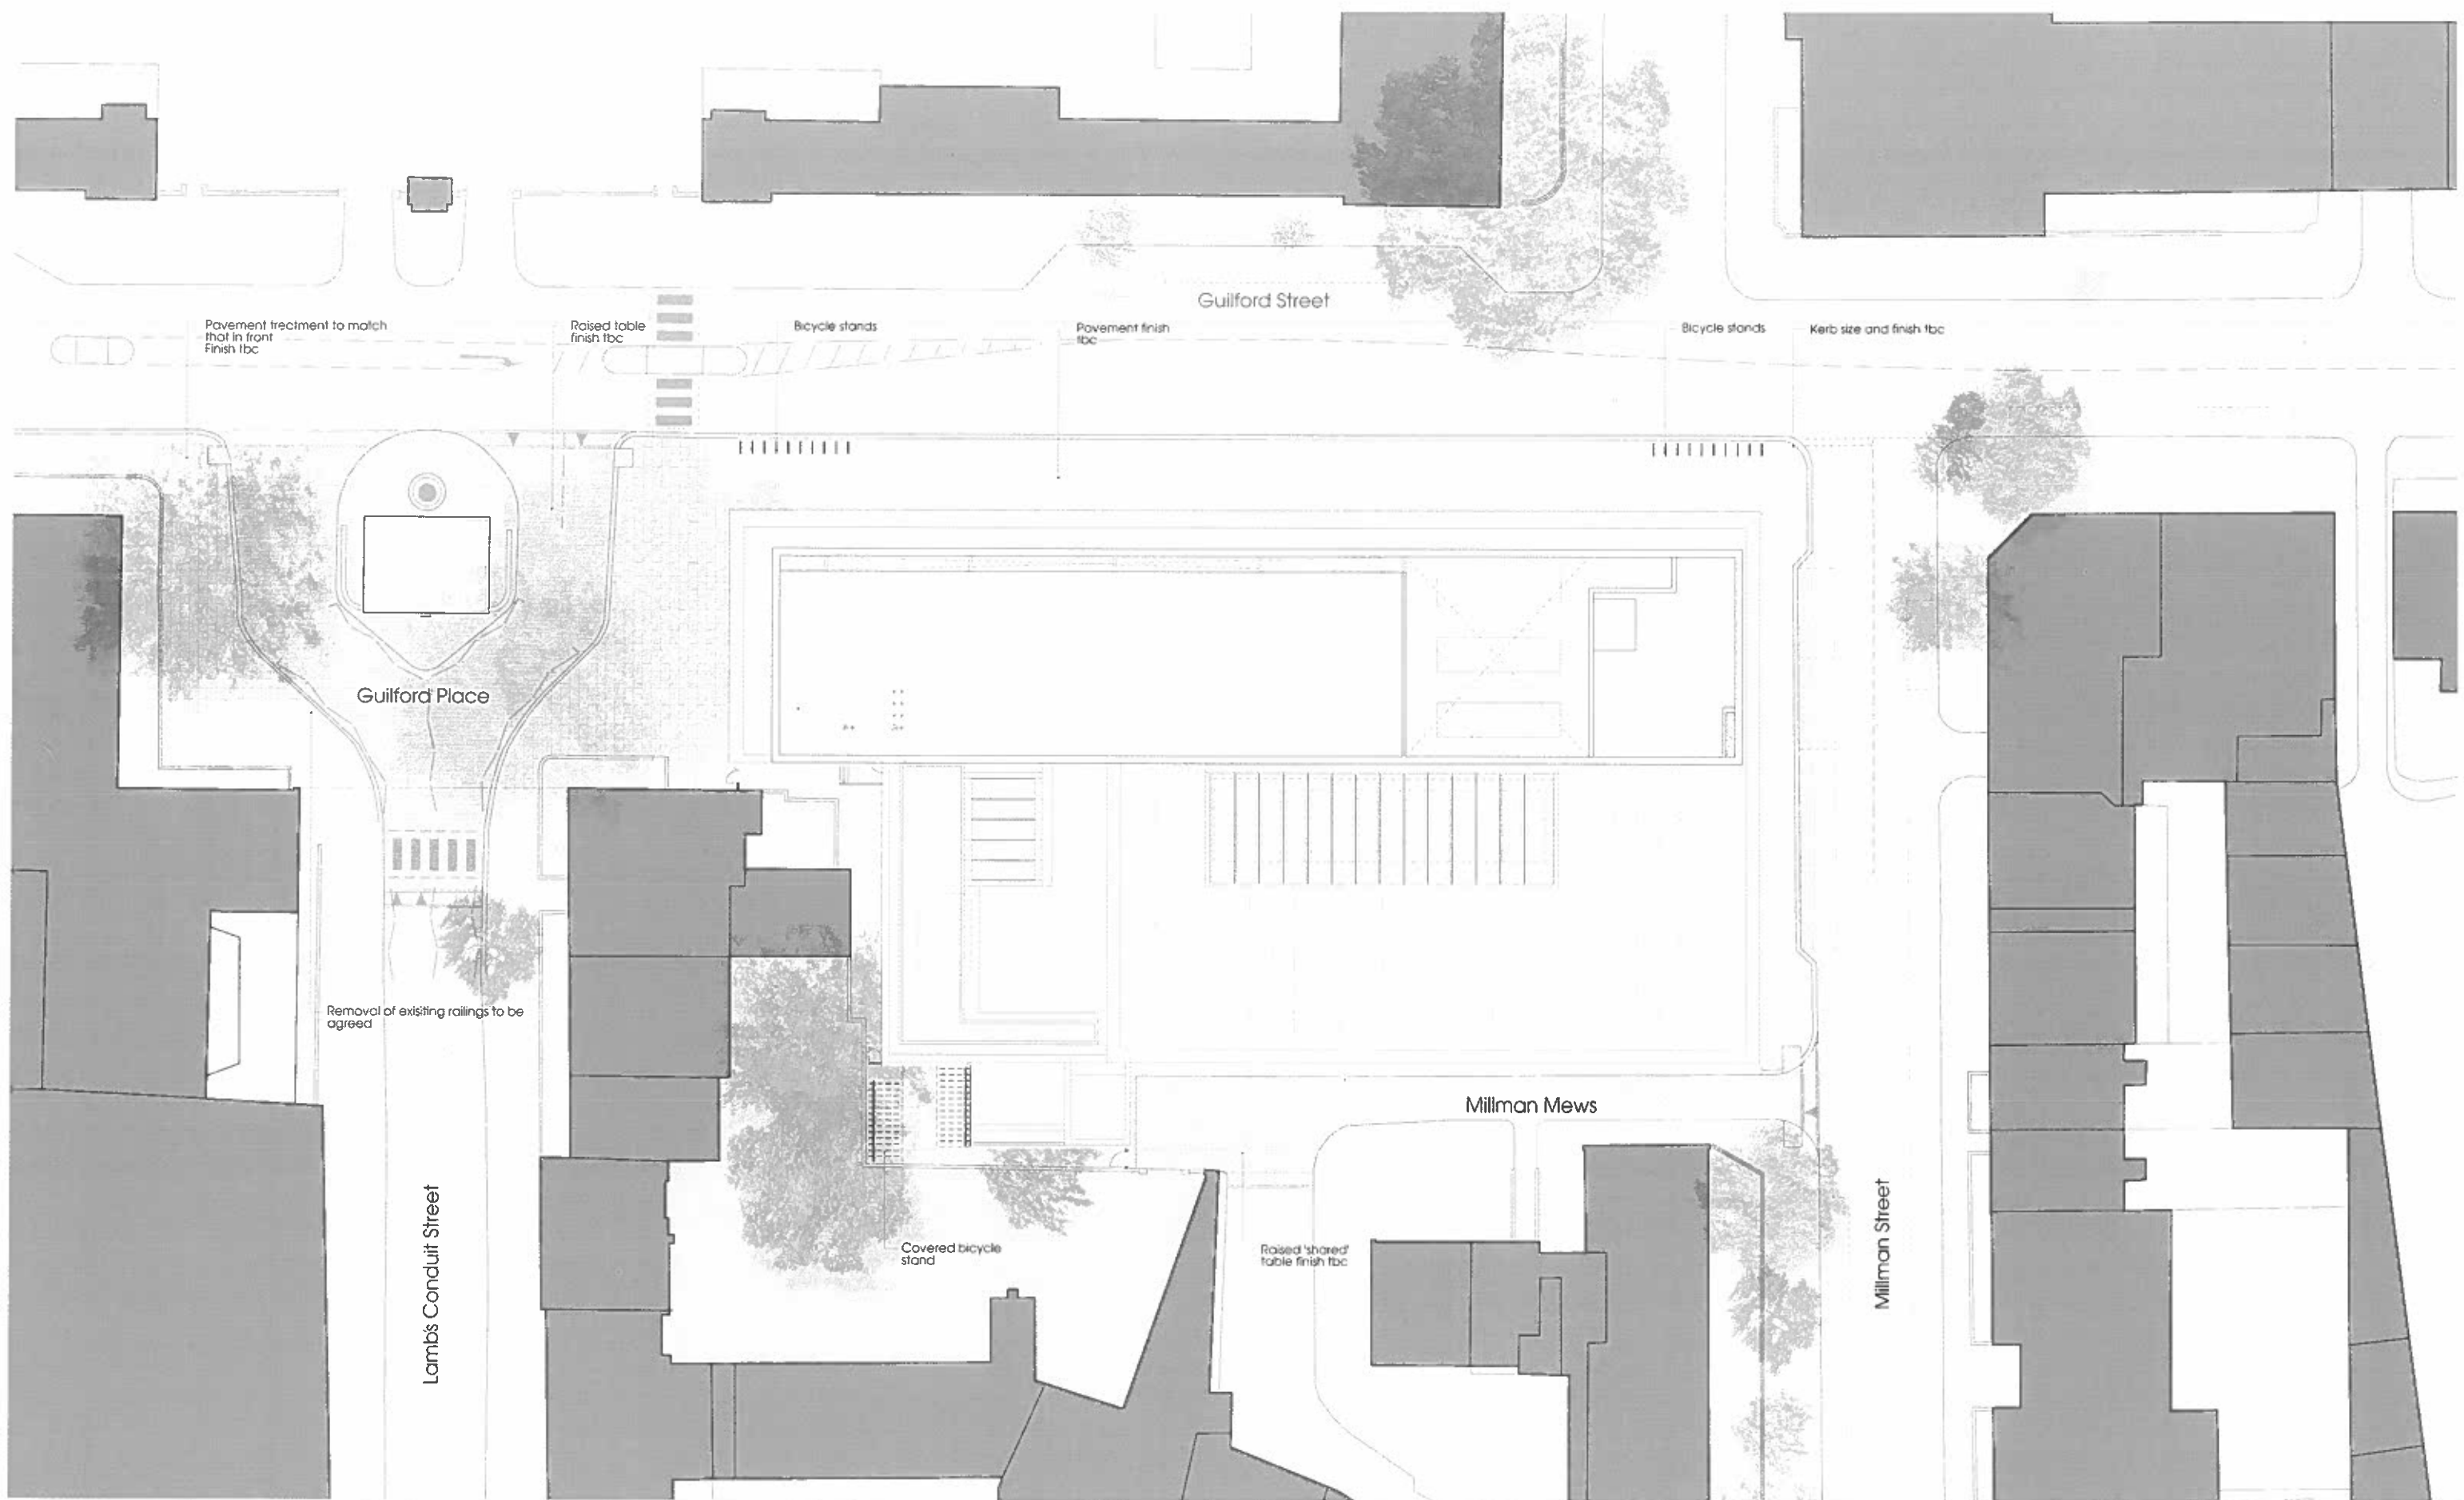 Guilford Street
Pavement treatment to match
that in front
Finish tbc
Raised table
finish tbc
Bicycle stands
Pavement finish
tbc
Bicycle stands
Kerb size and finish tbc
Guilford Place
Removal of exisiting railings to be
agreed
Millman Mews
Lamb's Conduit Street
Covered bicycle
stand
Raised 'shared'
table finish tbc
Millman Street